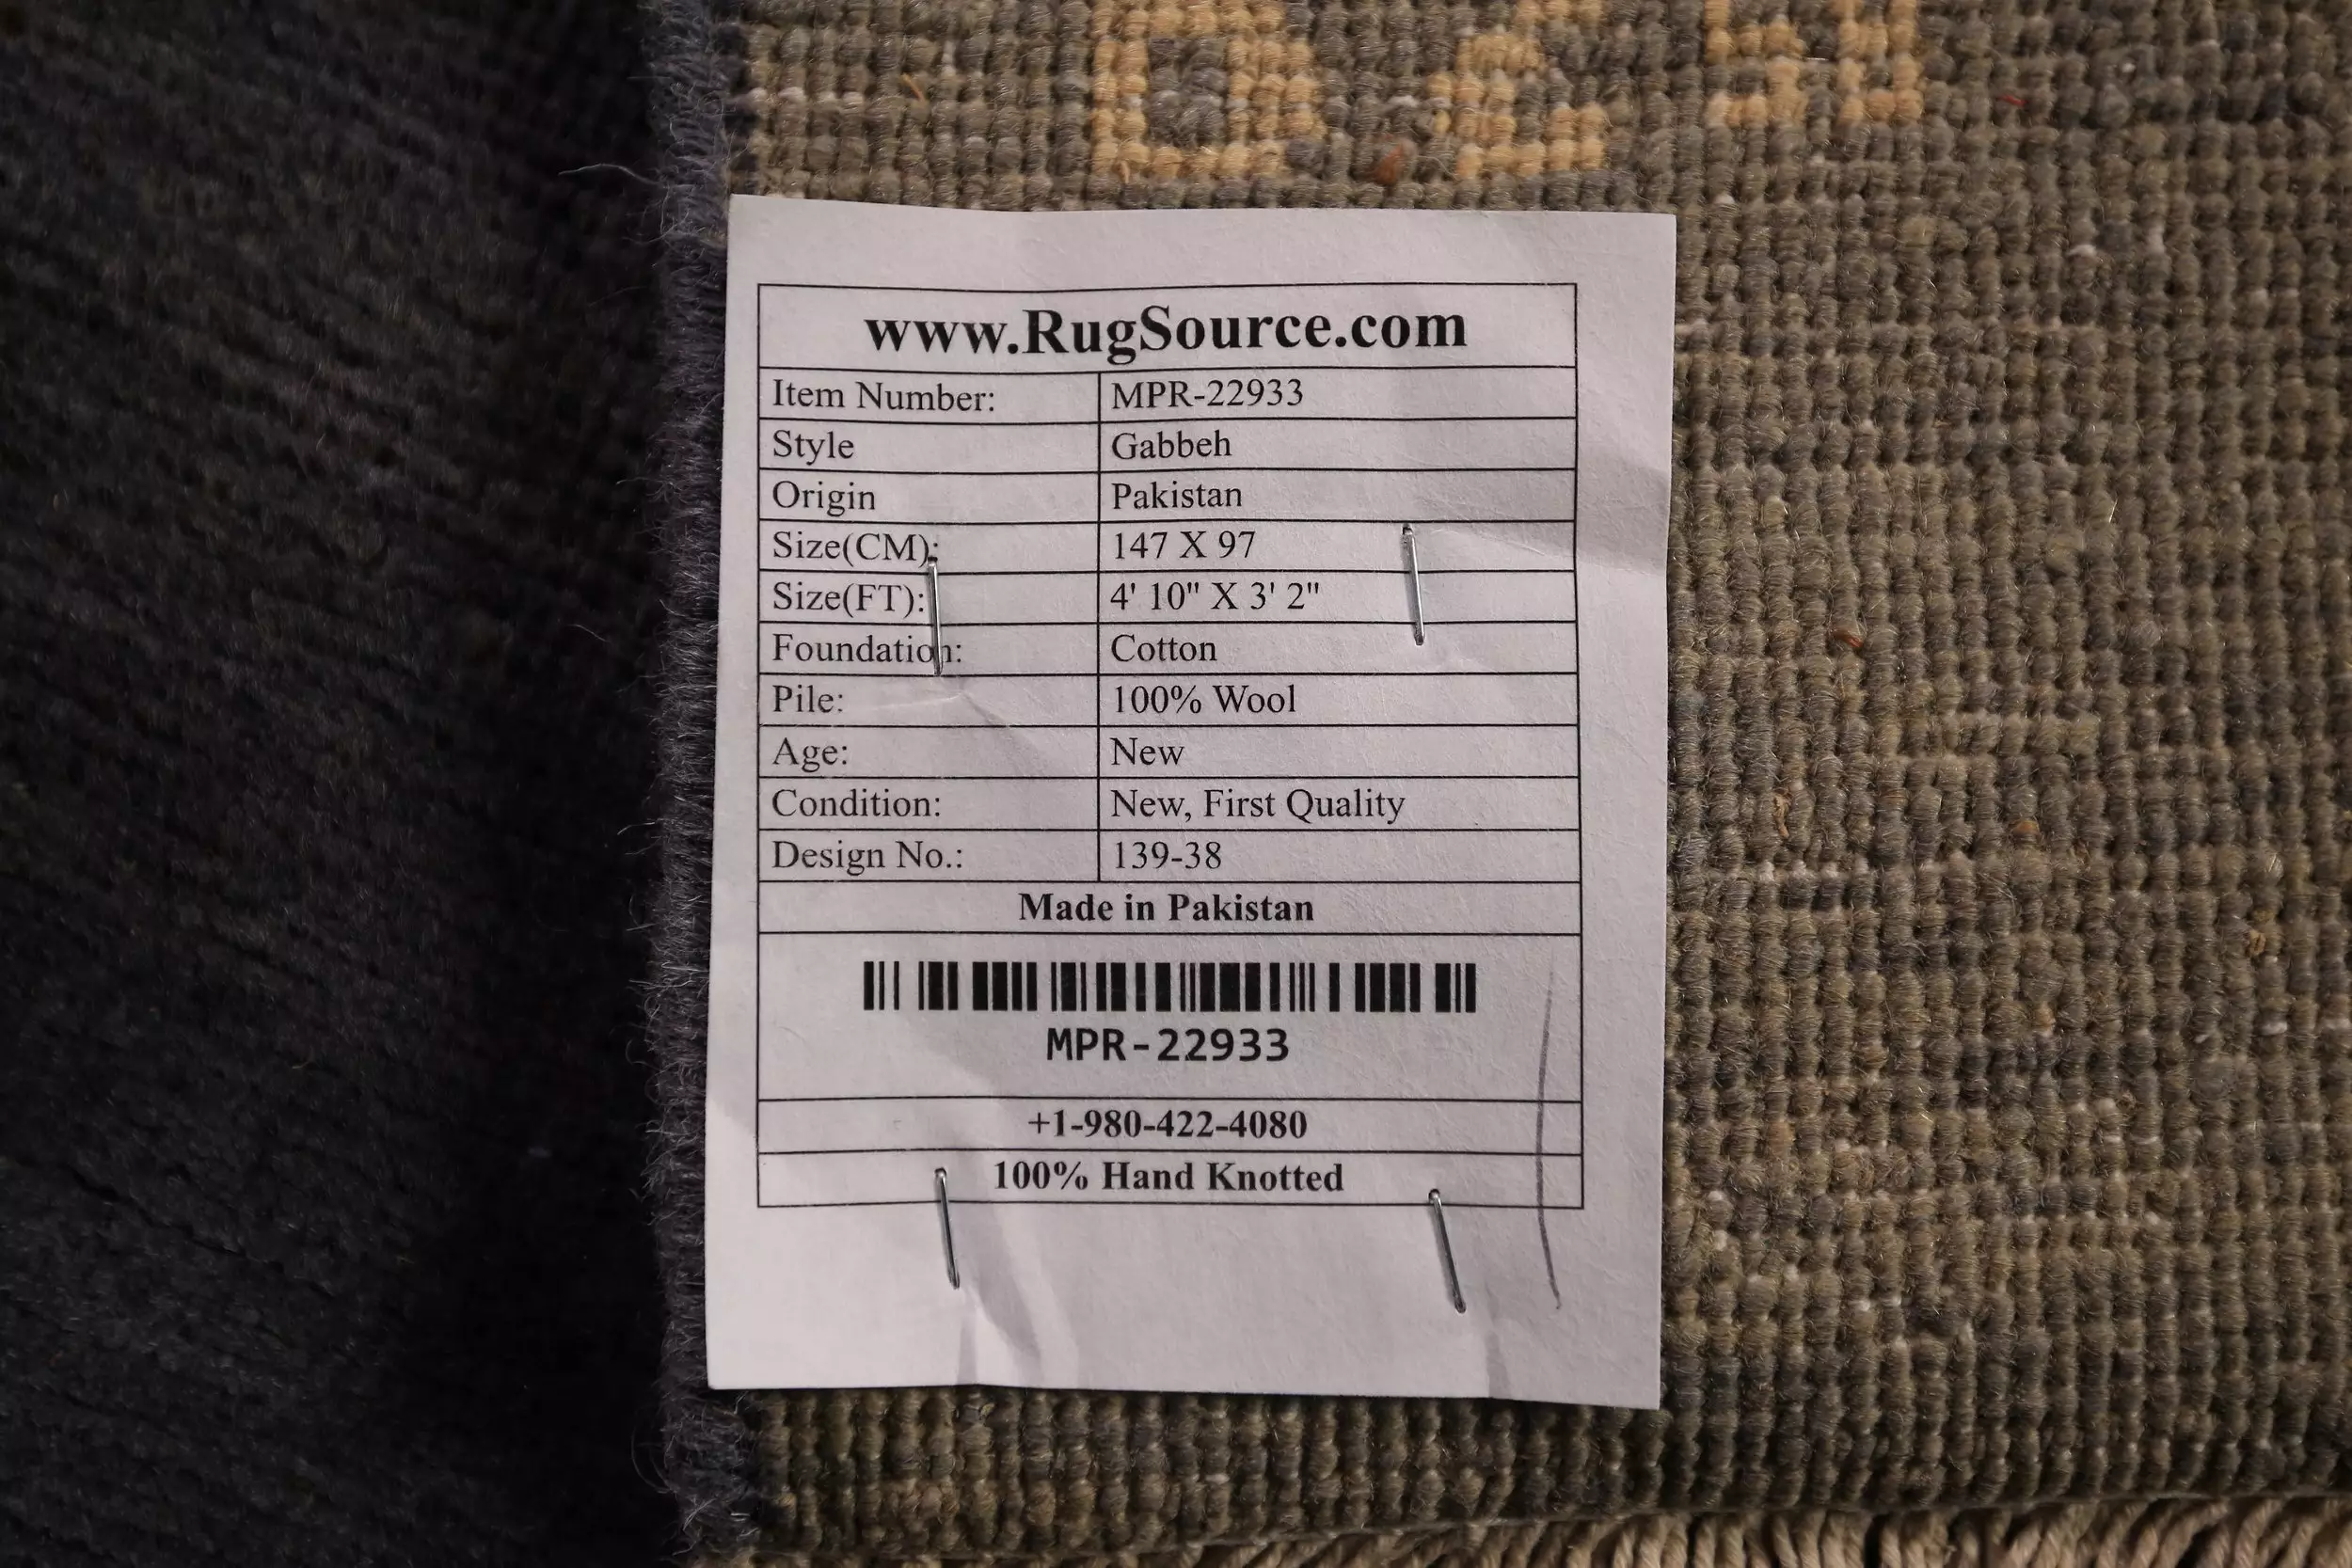 www.RugSource.com
Item Number: MPR-22933
Style Gabbeh
Origin Pakistan
Size(CM): 147 X 97
Size(FT): 4' 10" X 3' 2"
Foundation: Cotton
Pile: 100% Wool
Age: New
Condition: New, First Quality
Design No.: 139-38
Made in Pakistan
MPR-22933
+1-980-422-4080
100% Hand Knotted